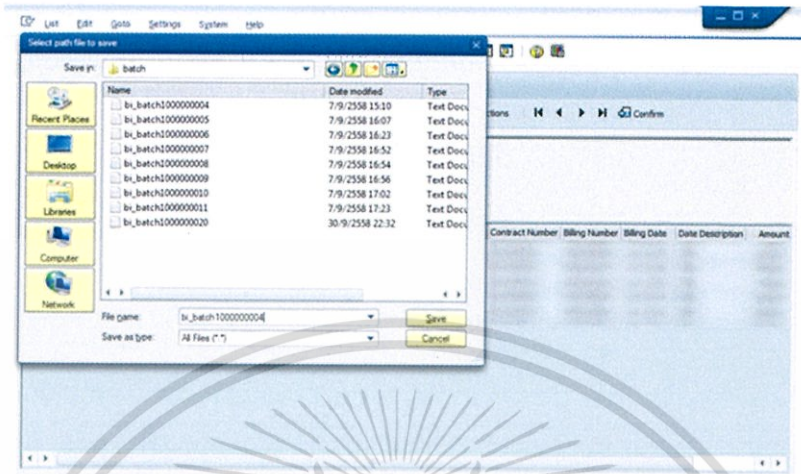 List Edit Goto Settings System Help
Select path file to save
Save in: batch
Recent Places
Desktop
Libraries
Computer
Network
Name Date modified Type
bi_batch1000000004 7/9/2558 15:10 Text Docu
bi_batch1000000005 7/9/2558 16:07 Text Docu
bi_batch1000000006 7/9/2558 16:23 Text Docu
bi_batch1000000007 7/9/2558 16:52 Text Docu
bi_batch1000000008 7/9/2558 16:54 Text Docu
bi_batch1000000009 7/9/2558 16:56 Text Docu
bi_batch1000000010 7/9/2558 17:02 Text Docu
bi_batch1000000011 7/9/2558 17:23 Text Docu
bi_batch1000000020 30/9/2558 22:32 Text Docu
File name: bi_batch1000000004 Save
Save as type: All Files (*.*) Cancel
ctions Confirm
Contract Number Billing Number Billing Date Date Description Amount